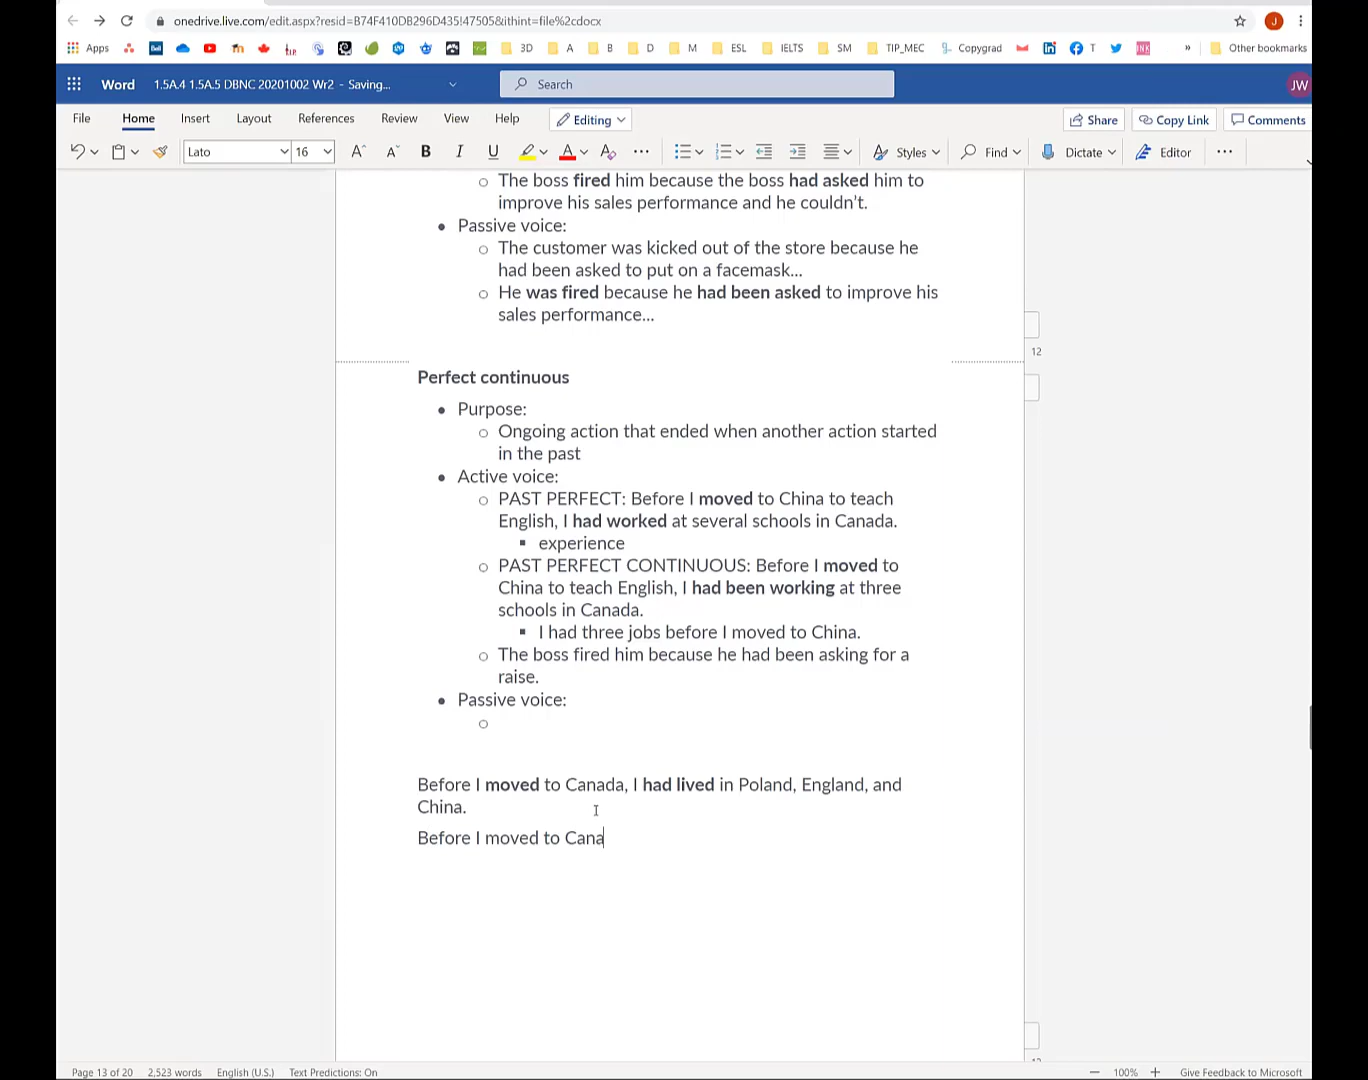 onedrive.live.com/edit.aspx?resid=B74F410DB296D435!47505&ithint=file%2cdocx
J
Apps 3D A B D M ESL IELTS SM TIP_MEC Copygrad T » Other bookmarks
Word 1.5A.4 1.5A.5 DBNC 20201002 Wr2 - Saving... Search JW
File Home Insert Layout References Review View Help Editing Share Copy Link Comments
Lato 16 A A B I U A A Styles Find Dictate Editor
The boss fired him because the boss had asked him to
improve his sales performance and he couldn't.
Passive voice:
The customer was kicked out of the store because he
had been asked to put on a facemask...
He was fired because he had been asked to improve his
sales performance...
12
Perfect continuous
Purpose:
Ongoing action that ended when another action started
in the past
Active voice:
PAST PERFECT: Before I moved to China to teach
English, I had worked at several schools in Canada.
experience
PAST PERFECT CONTINUOUS: Before I moved to
China to teach English, I had been working at three
schools in Canada.
I had three jobs before I moved to China.
The boss fired him because he had been asking for a
raise.
Passive voice:
Before I moved to Canada, I had lived in Poland, England, and
China.
Before I moved to Cana
Page 13 of 20 2,523 words English (U.S.) Text Predictions: On 100% Give Feedback to Microsoft